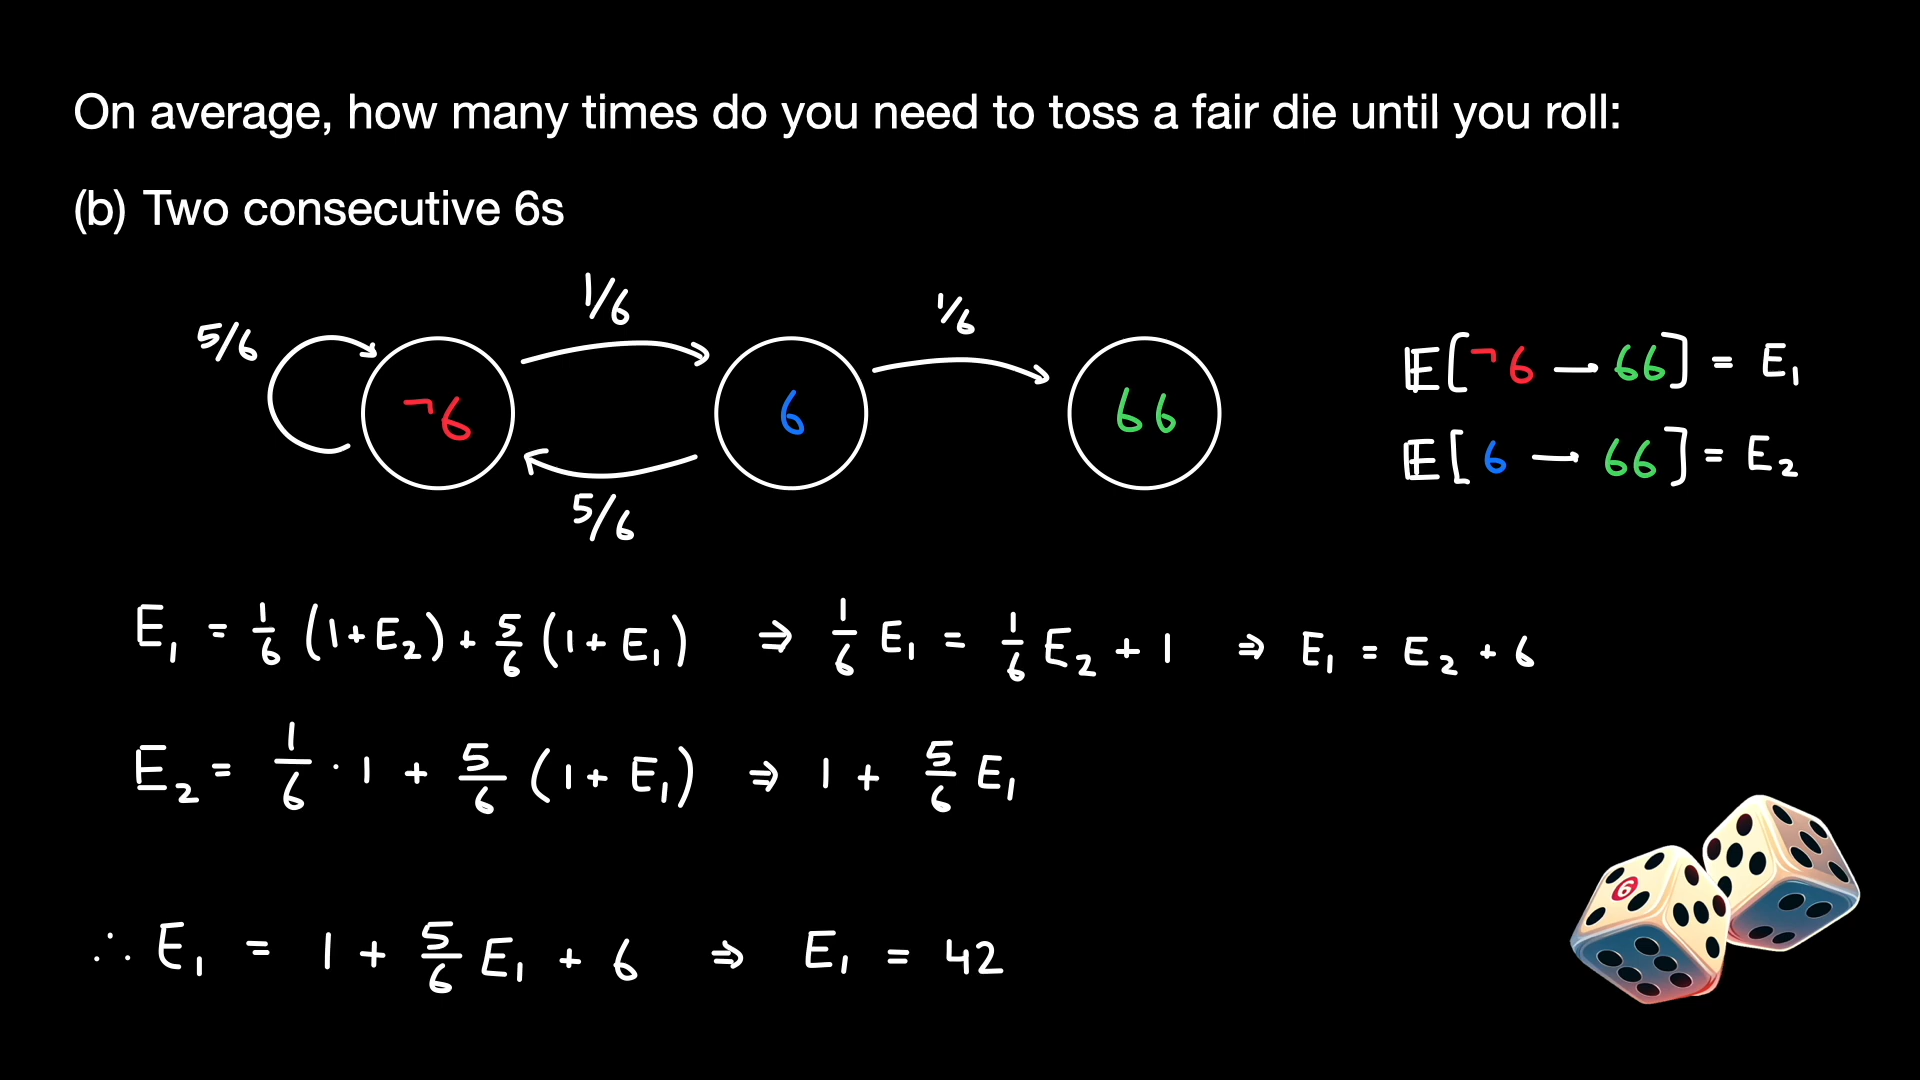 On average, how many times do you need to toss a fair die until you roll:
(b) Two consecutive 6s
5/6
1/6
1/6
¬6
6
66
5/6
𝔼[¬6 → 66] = E₁
𝔼[6 → 66] = E₂
E₁ = 1/6 (1+E₂) + 5/6 (1+E₁) ⇒ 1/6 E₁ = 1/6 E₂ + 1 ⇒ E₁ = E₂ + 6
E₂ = 1/6 · 1 + 5/6 (1+E₁) ⇒ 1 + 5/6 E₁
∴ E₁ = 1 + 5/6 E₁ + 6 ⇒ E₁ = 42
6